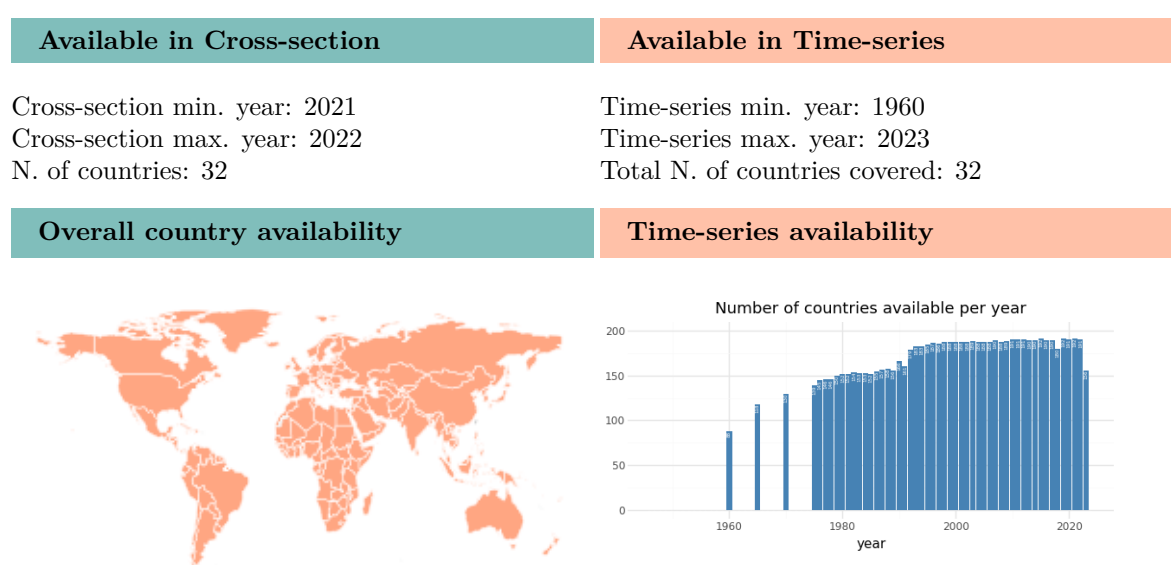 Available in Cross-section
Available in Time-series
Cross-section min. year: 2021
Cross-section max. year: 2022
N. of countries: 32
Time-series min. year: 1960
Time-series max. year: 2023
Total N. of countries covered: 32
Overall country availability
Time-series availability
Number of countries available per year
200
150
100
50
0
1960 1980 2000 2020
year